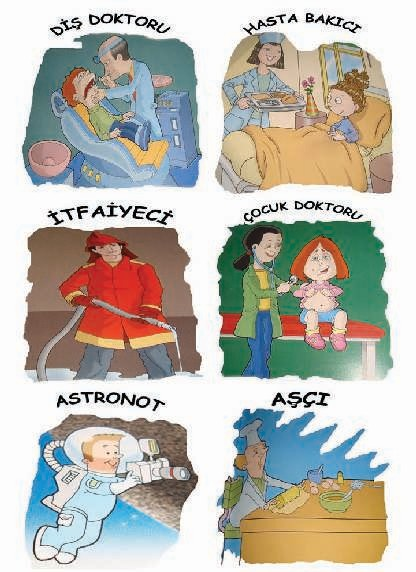 DİŞ DOKTORU
HASTA BAKICI
İTFAİYECİ
ÇOCUK DOKTORU
ASTRONOT
AŞÇI